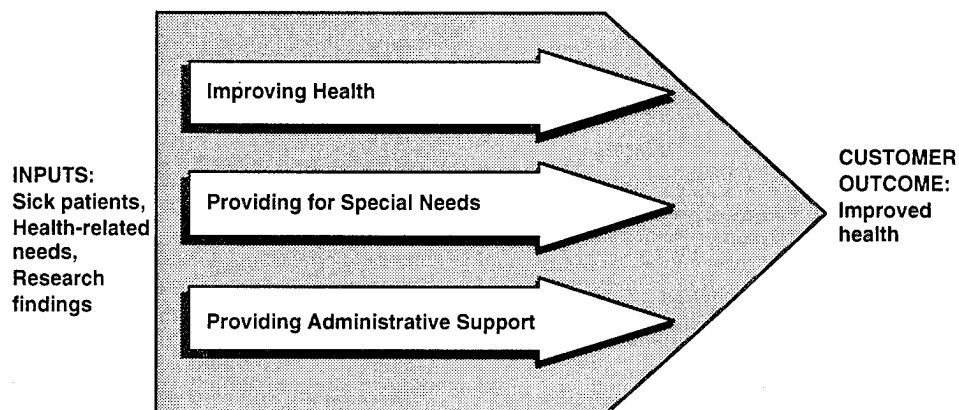 INPUTS:
Sick patients,
Health-related
needs,
Research
findings
Improving Health
Providing for Special Needs
Providing Administrative Support
CUSTOMER
OUTCOME:
Improved
health